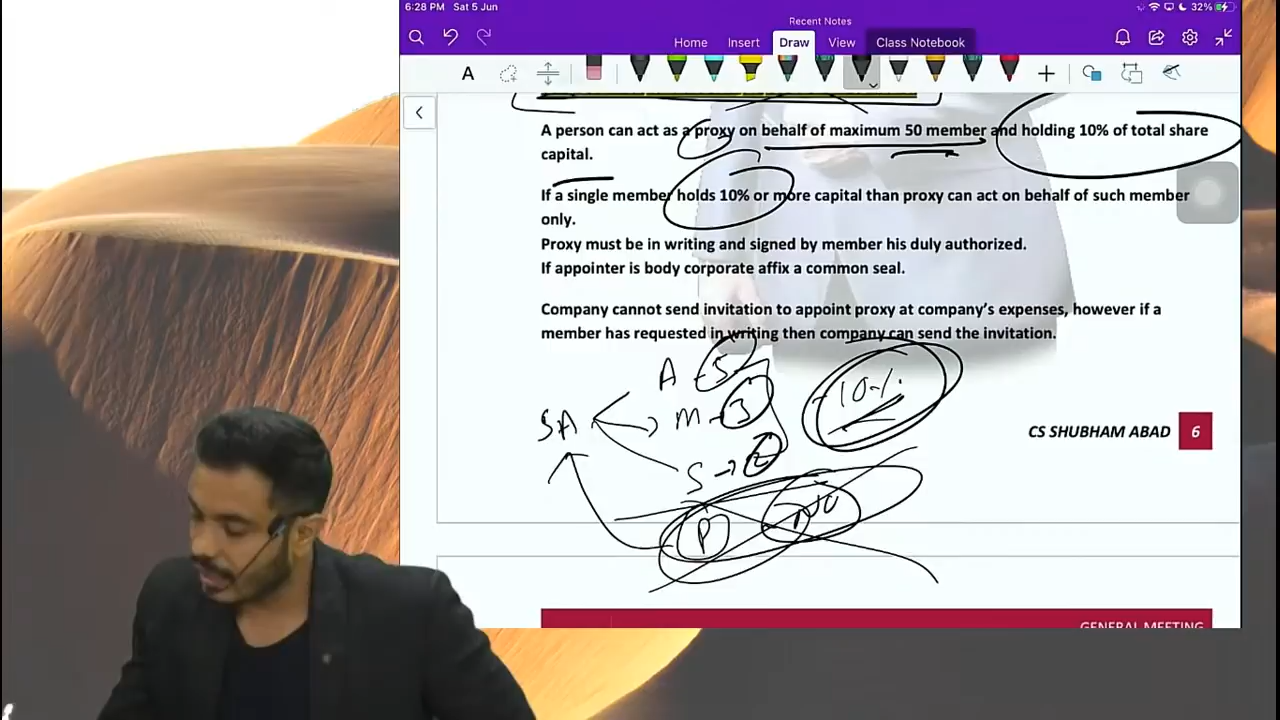 6:28 PM Sat 5 Jun
32%
Recent Notes
Home Insert Draw View Class Notebook
A
A person can act as a proxy on behalf of maximum 50 member and holding 10% of total share
capital.
If a single member holds 10% or more capital than proxy can act on behalf of such member
only.
Proxy must be in writing and signed by member his duly authorized.
If appointer is body corporate affix a common seal.
Company cannot send invitation to appoint proxy at company's expenses, however if a
member has requested in writing then company can send the invitation.
A 5
M 3
10%
SA
S 2
P
CS SHUBHAM ABAD 6
GENERAL MEETING